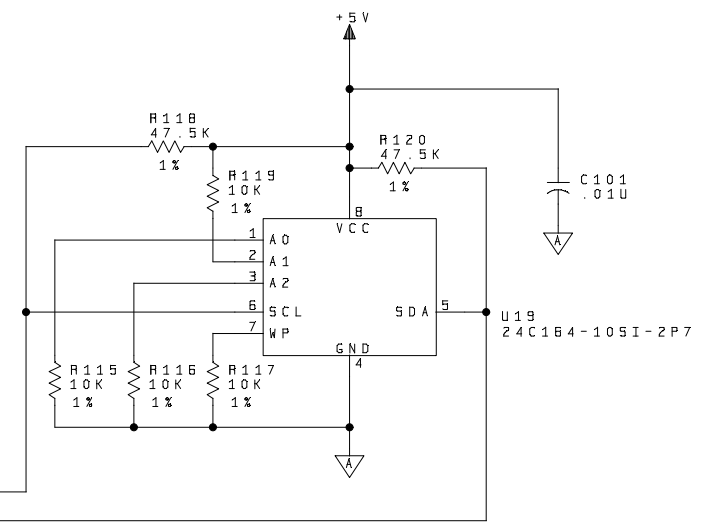 +5V
R118
47.5K
1%
R120
47.5K
1%
R119
10K
1%
C101
.01U
A
8
VCC
1
A0
2
A1
3
A2
6
SCL
7
WP
SDA
5
U19
24C164-10SI-2P7
GND
4
R115
10K
1%
R116
10K
1%
R117
10K
1%
A